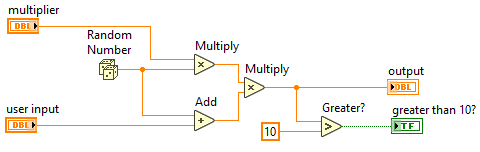 multiplier
DBL
Random
Number
Multiply
Multiply
output
DBL
user input
DBL
Add
Greater?
10
greater than 10?
TF